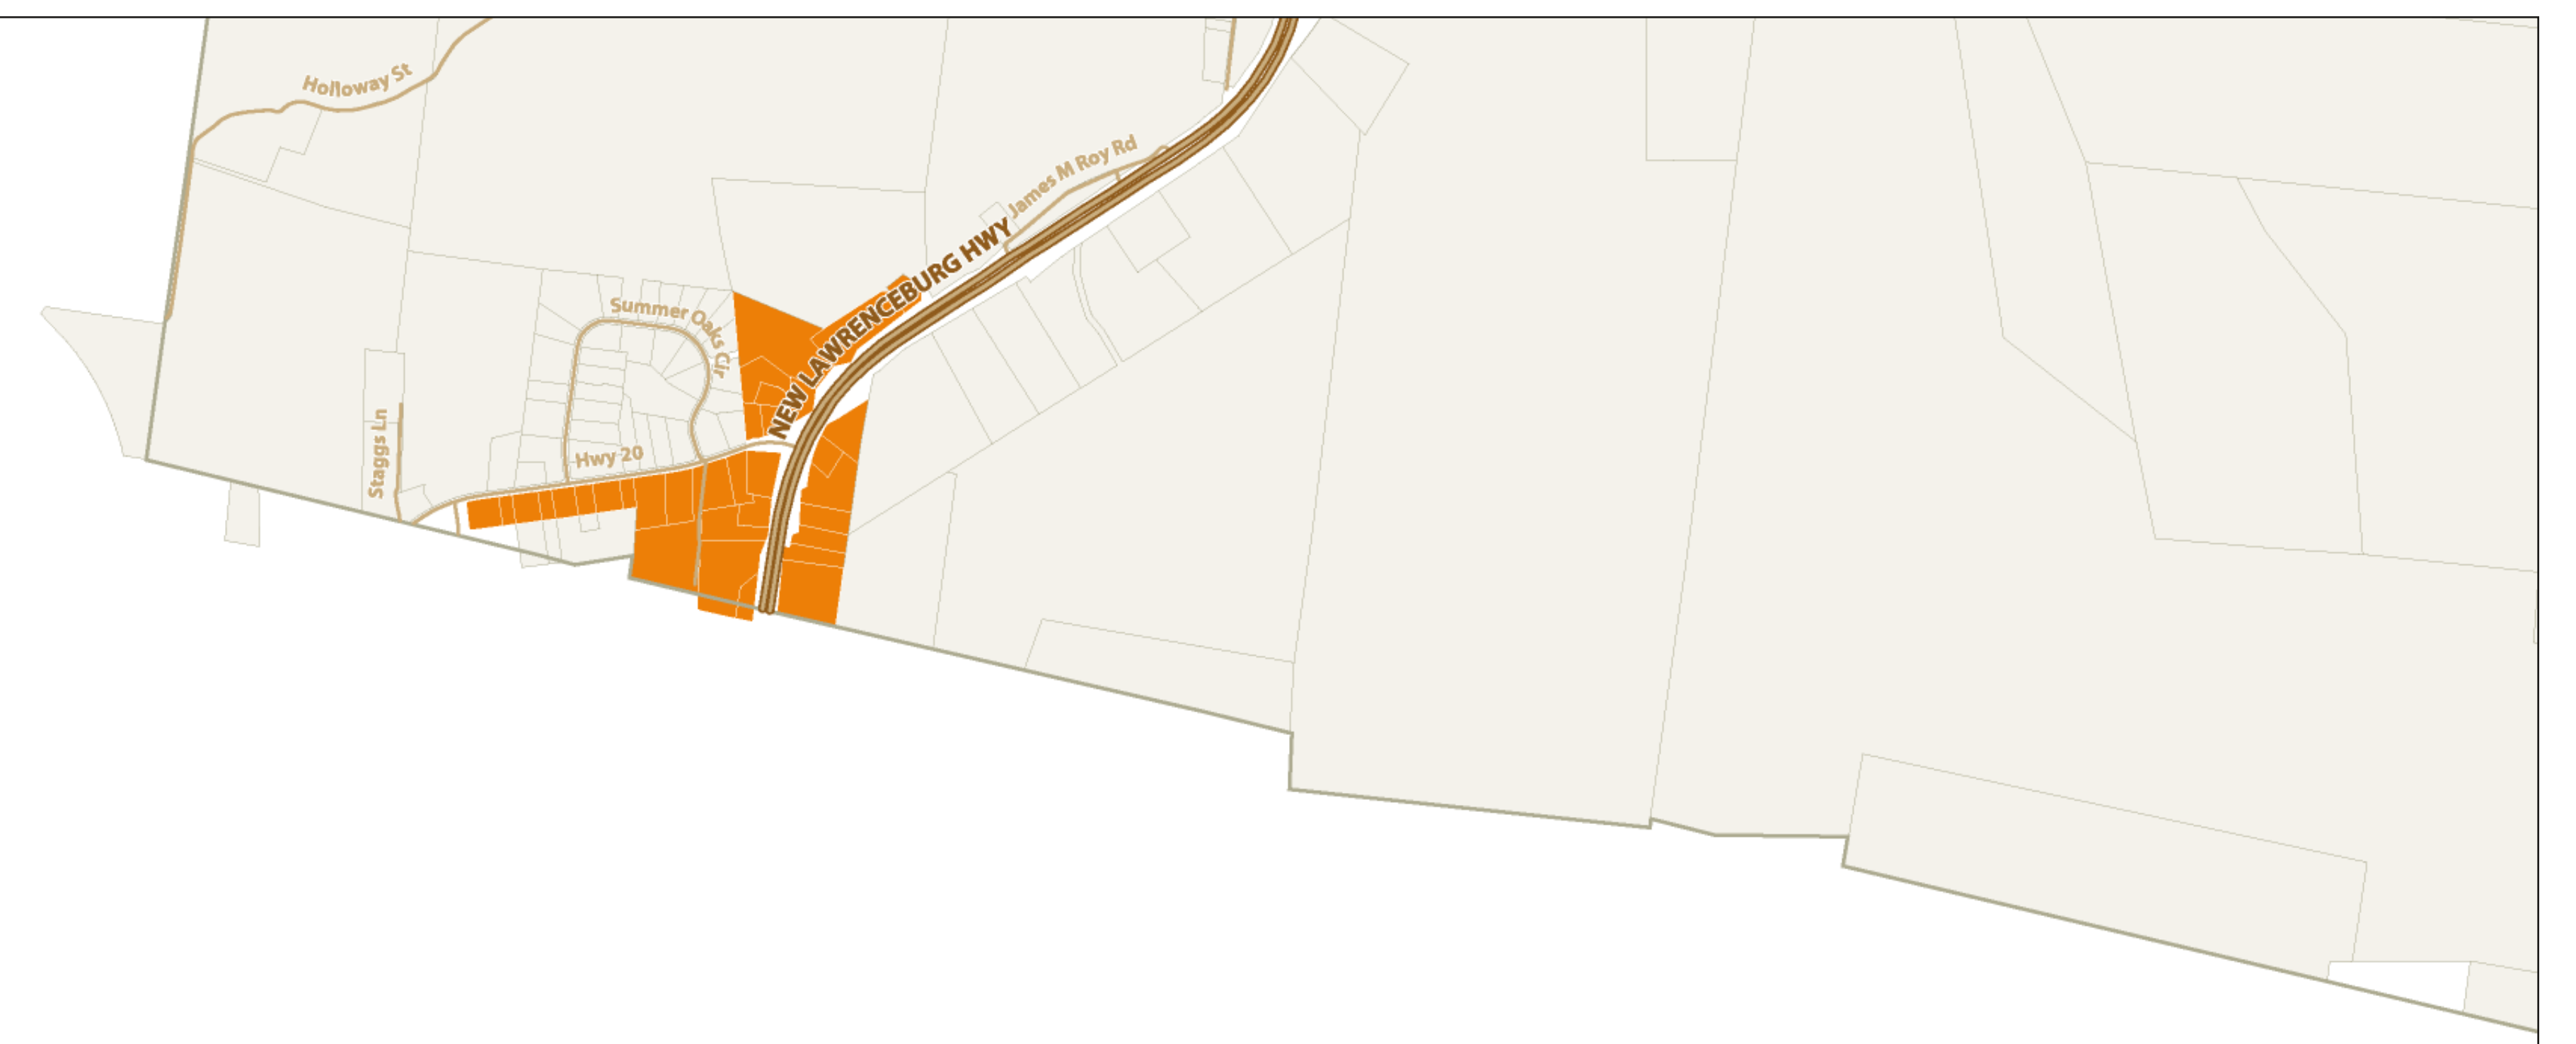 Holloway St
James M Roy Rd
NEW LAWRENCEBURG HWY
Summer Oaks Cir
Hwy 20
Staggs Ln